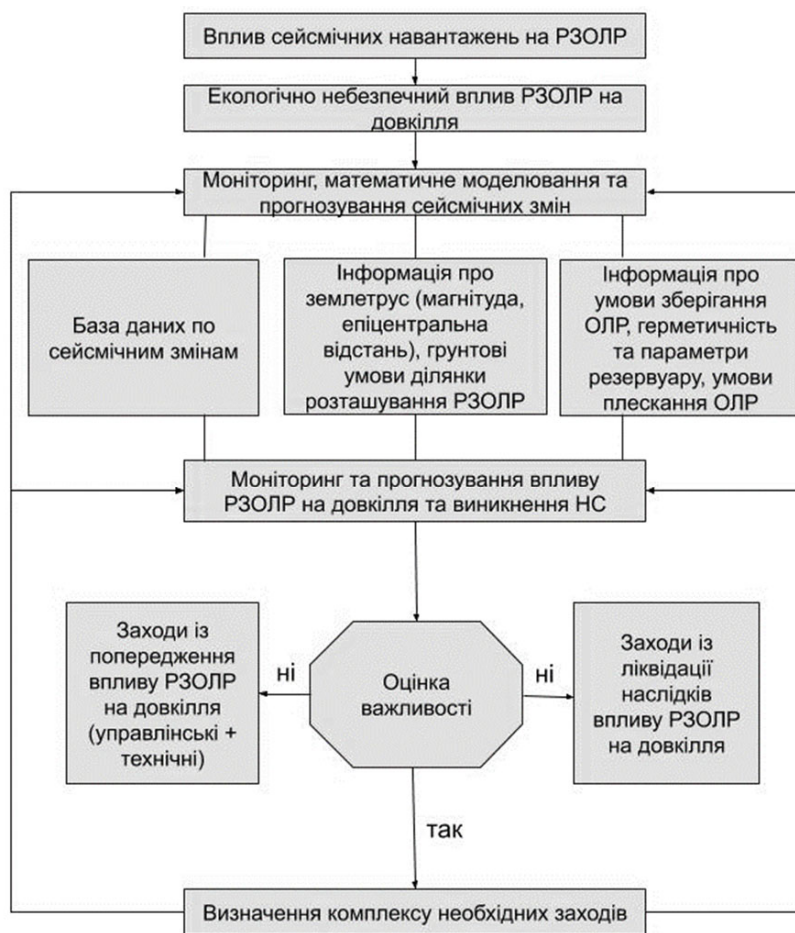 Вплив сейсмічних навантажень на РЗОЛР
Екологічно небезпечний вплив РЗОЛР на
довкілля
Моніторинг, математичне моделювання та
прогнозування сейсмічних змін
База даних по
сейсмічним змінам
Інформація про
землетрус (магнітуда,
епіцентральна
відстань), грунтові
умови ділянки
розташування РЗОЛР
Інформація про
умови зберігання
ОЛР, герметичність
та параметри
резервуару, умови
плескання ОЛР
Моніторинг та прогнозування впливу
РЗОЛР на довкілля та виникнення НС
Заходи із
попередження
впливу РЗОЛР
на довкілля
(управлінські +
технічні)
ні
Оцінка
важливості
ні
Заходи із
ліквідації
наслідків
впливу РЗОЛР
на довкілля
так
Визначення комплексу необхідних заходів